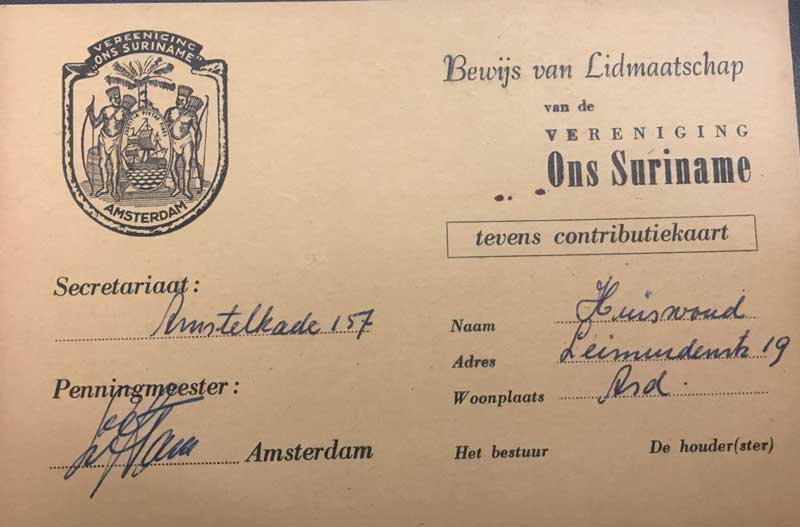 VEREENIGING
"ONS SURINAME"
AMSTERDAM
Bewijs van Lidmaatschap
van de
VERENIGING
Ons Suriname
tevens contributiekaart
Secretariaat:
Amstelkade 157
Penningmeester:
Amsterdam
Naam Huiswoud
Adres 19
Woonplaats Asd.
Het bestuur
De houder(ster)